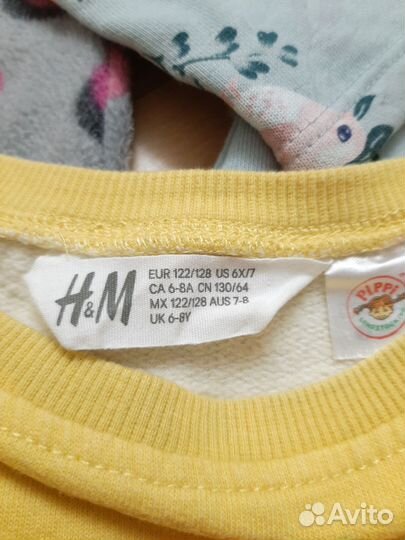 H&M
EUR 122/128 US 6X/7
CA 6-8A CN 130/64
MX 122/128 AUS 7-8
UK 6-8Y
PIPPI
Avito